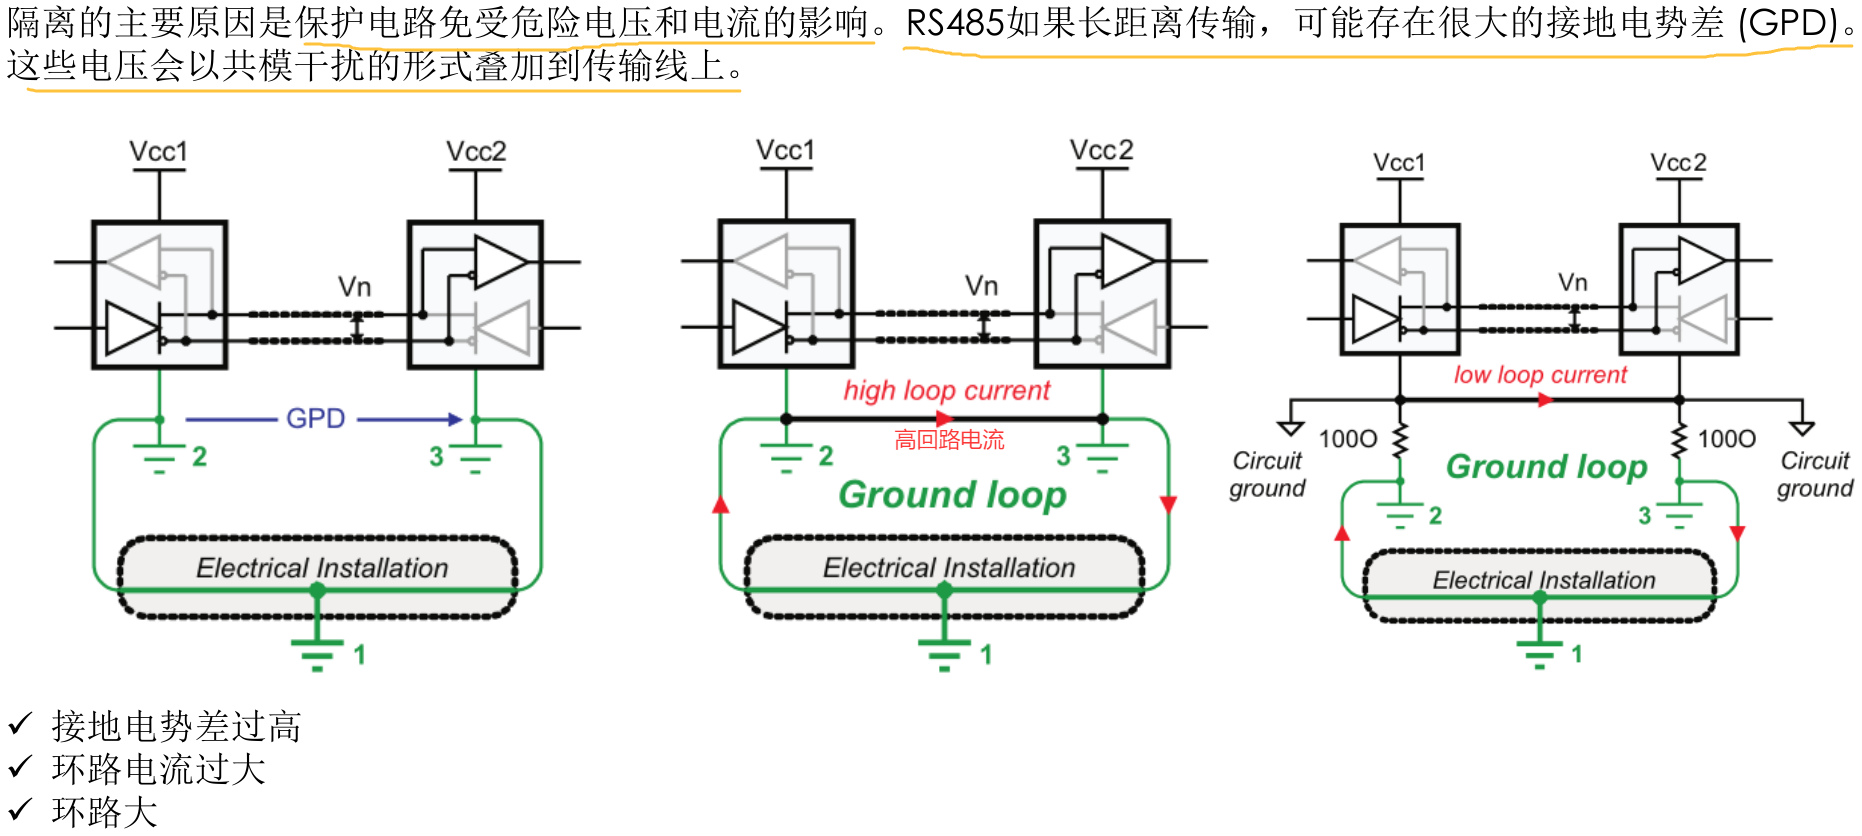 隔离的主要原因是保护电路免受危险电压和电流的影响。RS485如果长距离传输，可能存在很大的接地电势差 (GPD)。
这些电压会以共模干扰的形式叠加到传输线上。
Vcc1
Vcc2
Vn
GPD
2
3
Electrical Installation
1
Vcc1
Vcc2
Vn
high loop current
高回路电流
2
3
Ground loop
Electrical Installation
1
Vcc1
Vcc2
Vn
low loop current
100O
100O
Circuit
ground
Circuit
ground
Ground loop
2
3
Electrical Installation
1
✓ 接地电势差过高
✓ 环路电流过大
✓ 环路大